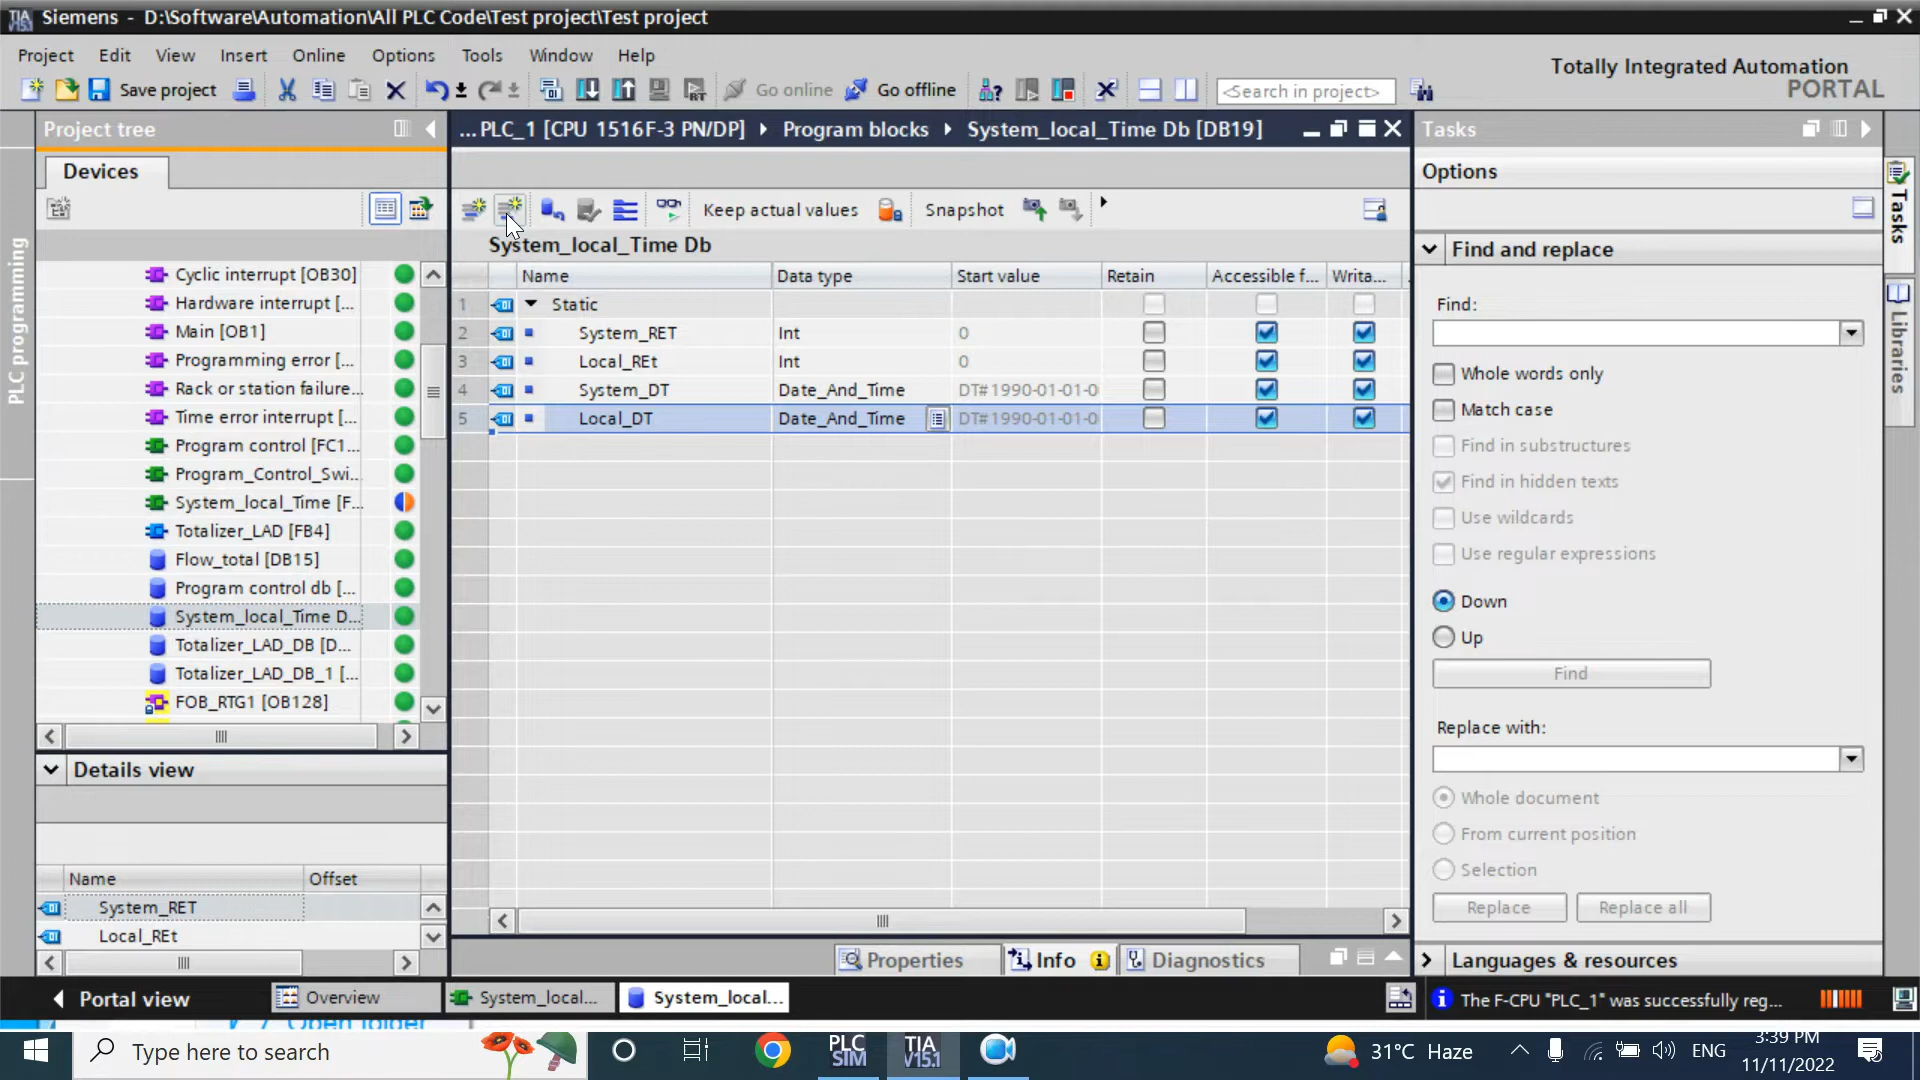 TIA
V15.1
Siemens - D:\Software\Automation\All PLC Code\Test project\Test project
Project Edit View Insert Online Options Tools Window Help
Totally Integrated Automation
PORTAL
Save project
RT
Go online
Go offline
<Search in project>
Project tree
...PLC_1 [CPU 1516F-3 PN/DP] Program blocks System_local_Time Db [DB19]
Tasks
Devices
Options
Keep actual values
Snapshot
PLC programming
Tasks
Libraries
System_local_Time Db
Find and replace
Name Data type Start value Retain Accessible f... Writa...
1 Static
2 System_RET Int 0
3 Local_REt Int 0
4 System_DT Date_And_Time DT#1990-01-01-0
5 Local_DT Date_And_Time DT#1990-01-01-0
Cyclic interrupt [OB30]
Hardware interrupt [...
Main [OB1]
Programming error [...
Rack or station failure...
Time error interrupt [...
Program control [FC1...
Program_Control_Swi...
System_local_Time [F...
Totalizer_LAD [FB4]
Flow_total [DB15]
Program control db [...
System_local_Time D...
Totalizer_LAD_DB [D...
Totalizer_LAD_DB_1 [...
FOB_RTG1 [OB128]
Find:
Whole words only
Match case
Find in substructures
Find in hidden texts
Use wildcards
Use regular expressions
Down
Up
Find
Replace with:
Whole document
From current position
Selection
Replace
Replace all
Languages & resources
Details view
Name Offset
System_RET
Local_REt
Properties
Info
Diagnostics
Portal view
Overview
System_local...
System_local...
The F-CPU "PLC_1" was successfully reg...
Open folder
Type here to search
PLC
SIM
TIA
V15.1
31°C Haze
ENG
3:39 PM
11/11/2022